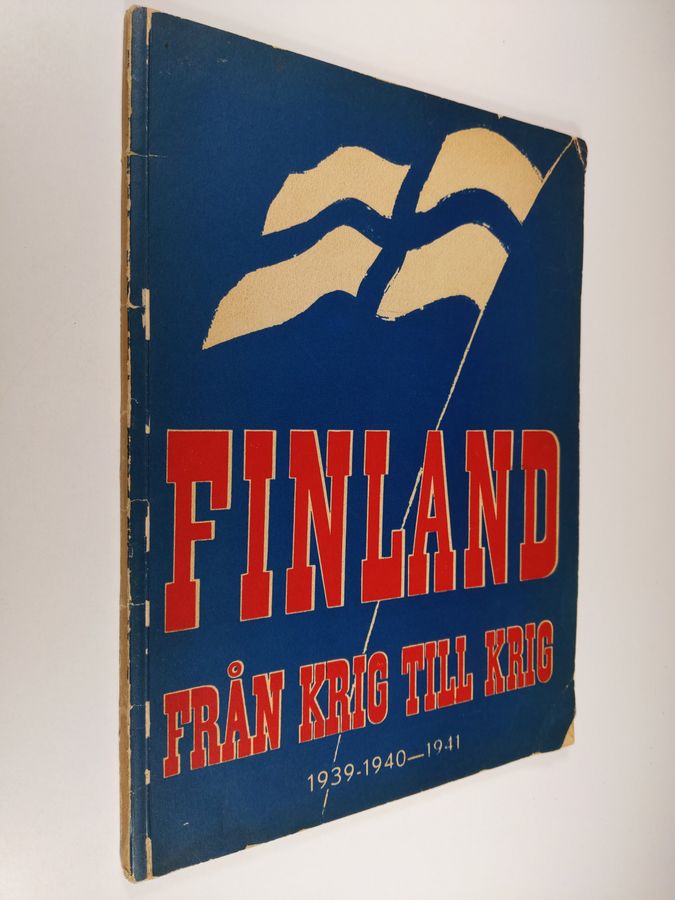 FINLAND
FRÅN KRIG TILL KRIG
1939-1940—1941